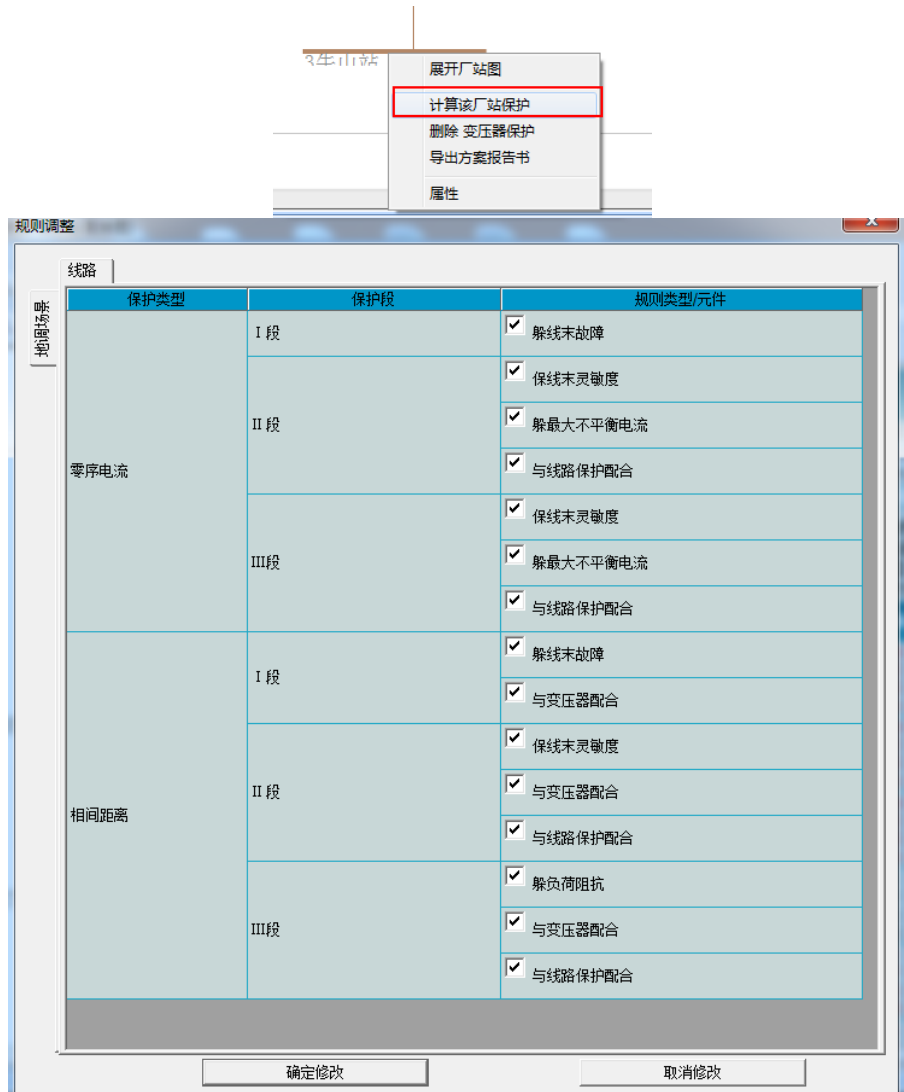 展开厂站图
计算该厂站保护
删除 变压器保护
导出方案报告书
属性
规则调整
线路
地调场景
保护类型 保护段 规则类型/元件
零序电流
I 段
躲线末故障
II 段
保线末灵敏度
躲最大不平衡电流
与线路保护配合
III段
保线末灵敏度
躲最大不平衡电流
与线路保护配合
相间距离
I 段
躲线末故障
与变压器配合
II 段
保线末灵敏度
与变压器配合
与线路保护配合
III段
躲负荷阻抗
与变压器配合
与线路保护配合
确定修改 取消修改